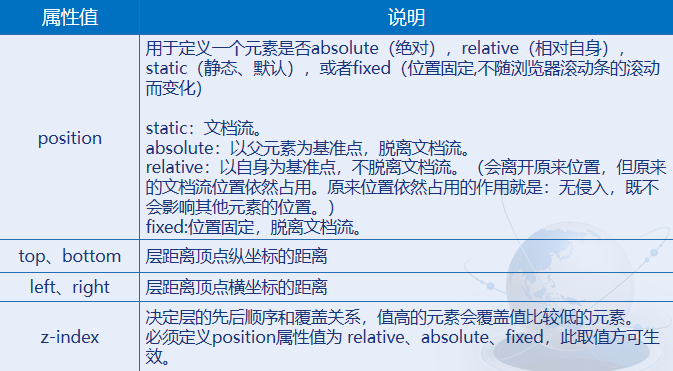 属性值 说明
position
用于定义一个元素是否absolute（绝对），relative（相对自身），
static（静态、默认），或者fixed（位置固定,不随浏览器滚动条的滚动
而变化）
static：文档流。
absolute：以父元素为基准点，脱离文档流。
relative：以自身为基准点，不脱离文档流。（会离开原来位置，但原来
的文档流位置依然占用。原来位置依然占用的作用就是：无侵入，既不
会影响其他元素的位置。）
fixed:位置固定，脱离文档流。
top、bottom 层距离顶点纵坐标的距离
left、right 层距离顶点横坐标的距离
z-index
决定层的先后顺序和覆盖关系，值高的元素会覆盖值比较低的元素。
必须定义position属性值为 relative、absolute、fixed，此取值方可生
效。